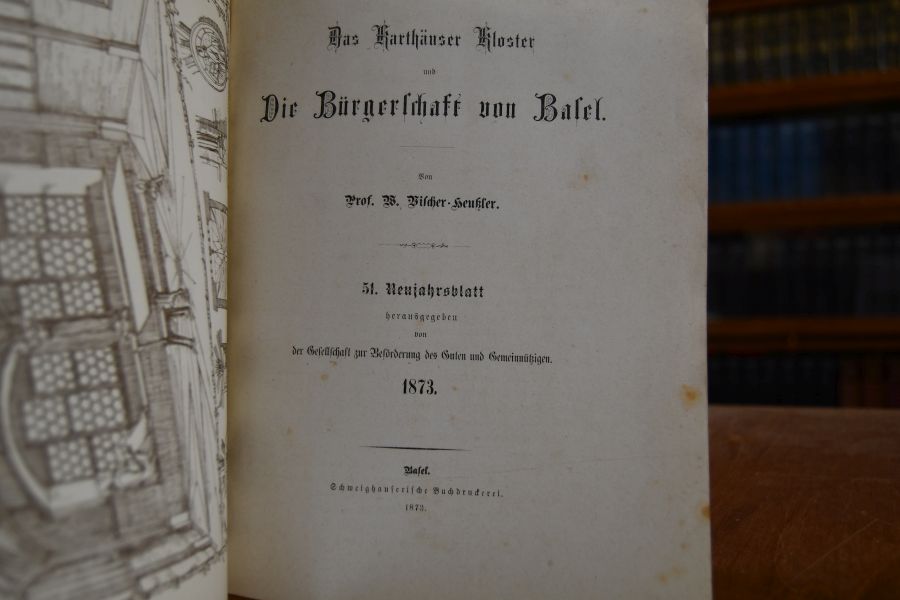 Das Karthäuser Kloster
und
Die Bürgerschaft von Basel.
Von
Prof. W. Vischer-Heußler.
51. Neujahrsblatt
herausgegeben
von
der Gesellschaft zur Beförderung des Guten und Gemeinnützigen.
1873.
Basel.
Schweighauserische Buchdruckerei.
1872.